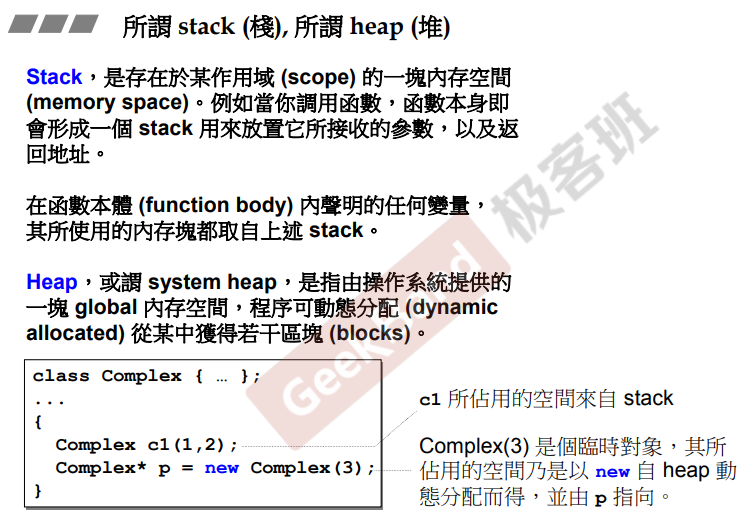 所謂 stack (棧), 所謂 heap (堆)
Stack，是存在於某作用域 (scope) 的一塊內存空間
(memory space)。例如當你調用函數，函數本身即
會形成一個 stack 用來放置它所接收的參數，以及返
回地址。
在函數本體 (function body) 內聲明的任何變量，
其所使用的內存塊都取自上述 stack。
Heap，或謂 system heap，是指由操作系統提供的
一塊 global 內存空間，程序可動態分配 (dynamic
allocated) 從某中獲得若干區塊 (blocks)。
class Complex { … };
...
{
  Complex c1(1,2);
  Complex* p = new Complex(3);
}
c1 所佔用的空間來自 stack
Complex(3) 是個臨時對象，其所
佔用的空間乃是以 new 自 heap 動
態分配而得，並由 p 指向。
GeekBand 极客班